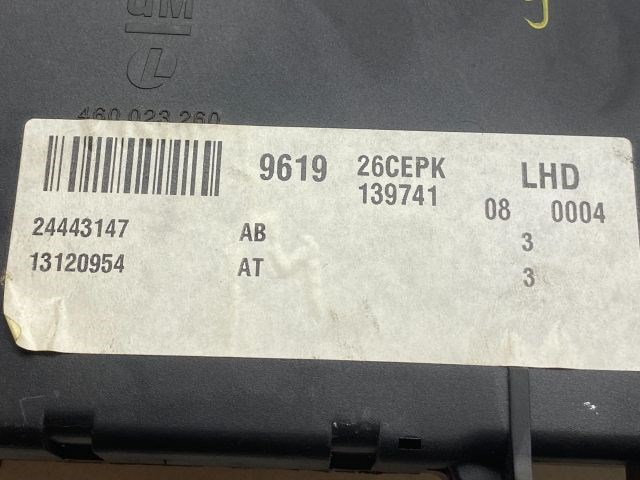 GM
460 023 260
9619 26CEPK LHD
139741 08 0004
24443147 AB 3
13120954 AT 3